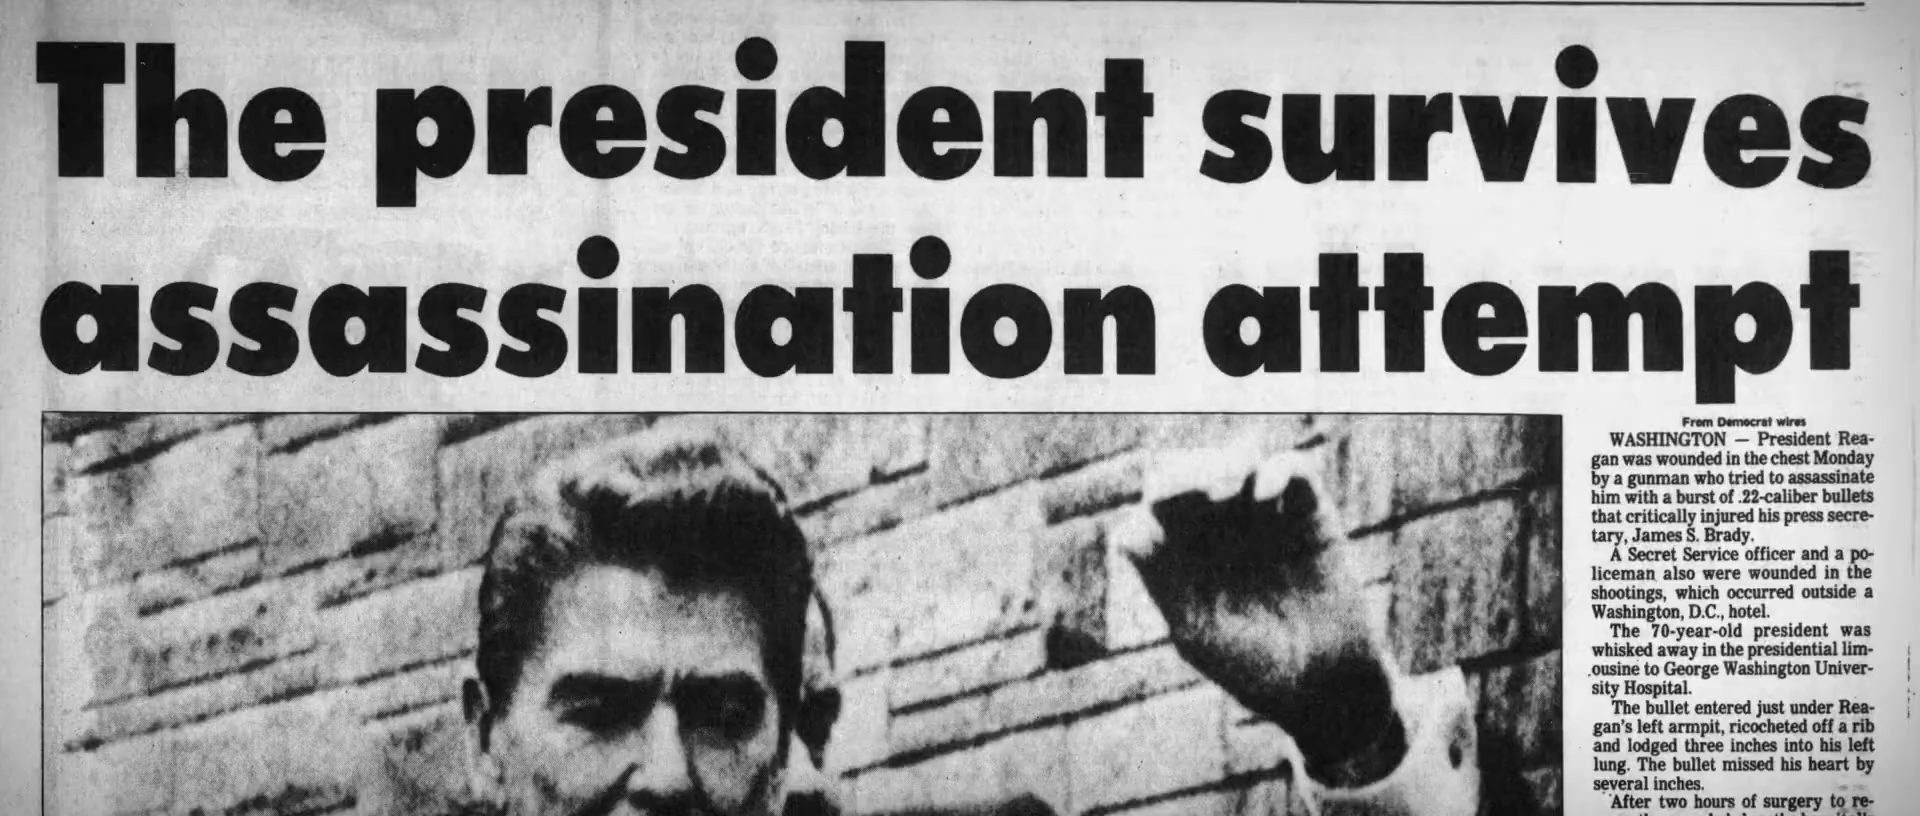 The president survives
assassination attempt
From Democrat wires
WASHINGTON — President Rea-
gan was wounded in the chest Monday
by a gunman who tried to assassinate
him with a burst of .22-caliber bullets
that critically injured his press secre-
tary, James S. Brady.
A Secret Service officer and a po-
liceman also were wounded in the
shootings, which occurred outside a
Washington, D.C., hotel.
The 70-year-old president was
whisked away in the presidential lim-
ousine to George Washington Univer-
sity Hospital.
The bullet entered just under Rea-
gan's left armpit, ricocheted off a rib
and lodged three inches into his left
lung. The bullet missed his heart by
several inches.
After two hours of surgery to re-